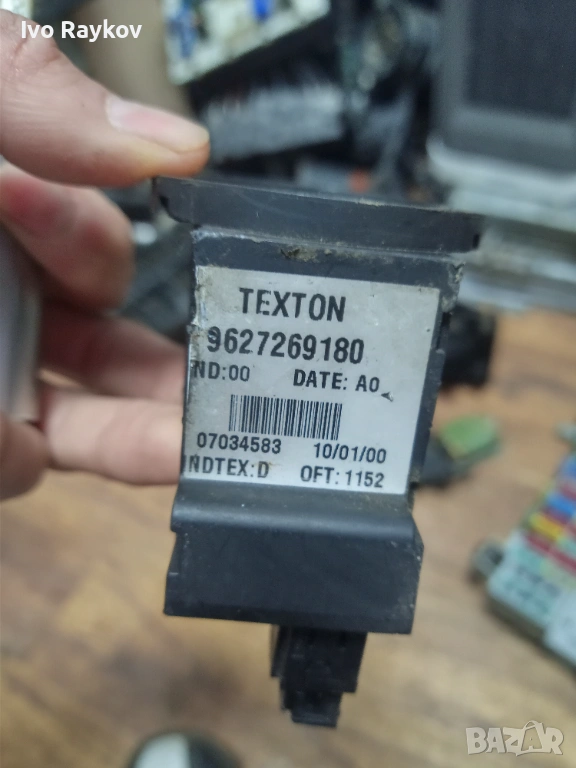 Ivo Raykov
TEXTON
9627269180
ND:00 DATE: A0
07034583 10/01/00
NDTEX:D OFT: 1152
BAZAR